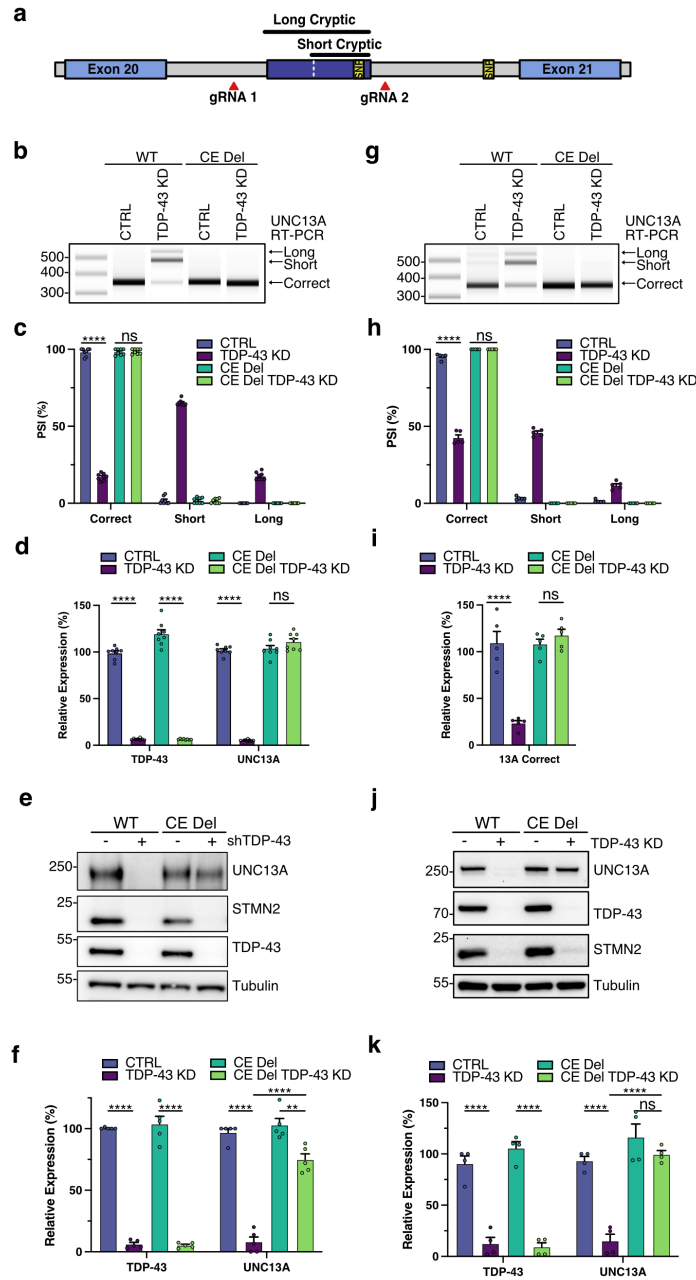 a
Long Cryptic
Short Cryptic
Exon 20
SNP
SNP
Exon 21
gRNA 1
gRNA 2
b
WT
CE Del
CTRL
TDP-43 KD
CTRL
TDP-43 KD
UNC13A
RT-PCR
500
400
300
Long
Short
Correct
g
WT
CE Del
CTRL
TDP-43 KD
CTRL
TDP-43 KD
UNC13A
RT-PCR
500
400
300
Long
Short
Correct
c
CTRL
TDP-43 KD
CE Del
CE Del TDP-43 KD
**** ns
PSI (%)
100
50
0
Correct Short Long
h
CTRL
TDP-43 KD
CE Del
CE Del TDP-43 KD
**** ns
PSI (%)
100
50
0
Correct Short Long
d
CTRL CE Del
TDP-43 KD CE Del TDP-43 KD
**** **** **** ns
Relative Expression (%)
150
100
50
0
TDP-43 UNC13A
i
CTRL CE Del
TDP-43 KD CE Del TDP-43 KD
**** ns
Relative Expression (%)
150
100
50
0
13A Correct
e
WT CE Del
- + - + shTDP-43
250 UNC13A
25 STMN2
55 TDP-43
55 Tubulin
j
WT CE Del
- + - + TDP-43 KD
250 UNC13A
70 TDP-43
25 STMN2
55 Tubulin
f
CTRL CE Del
TDP-43 KD CE Del TDP-43 KD
****
**** **** **** **
Relative Expression (%)
100
75
50
25
0
TDP-43 UNC13A
k
CTRL CE Del
TDP-43 KD CE Del TDP-43 KD
****
**** **** **** ns
Relative Expression (%)
150
100
50
0
TDP-43 UNC13A